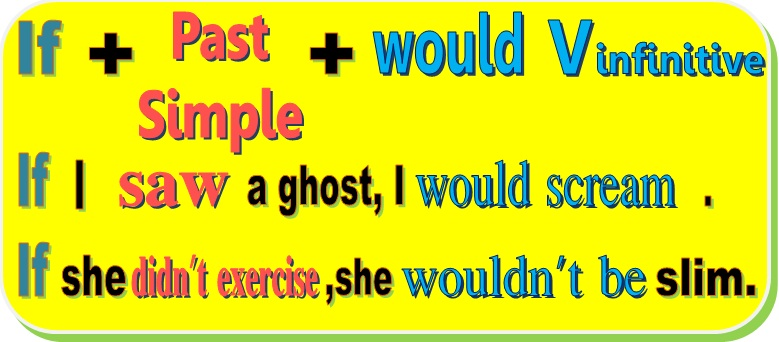 If + Past Simple + would V infinitive
If I saw a ghost, I would scream .
If she didn't exercise ,she wouldn't be slim.